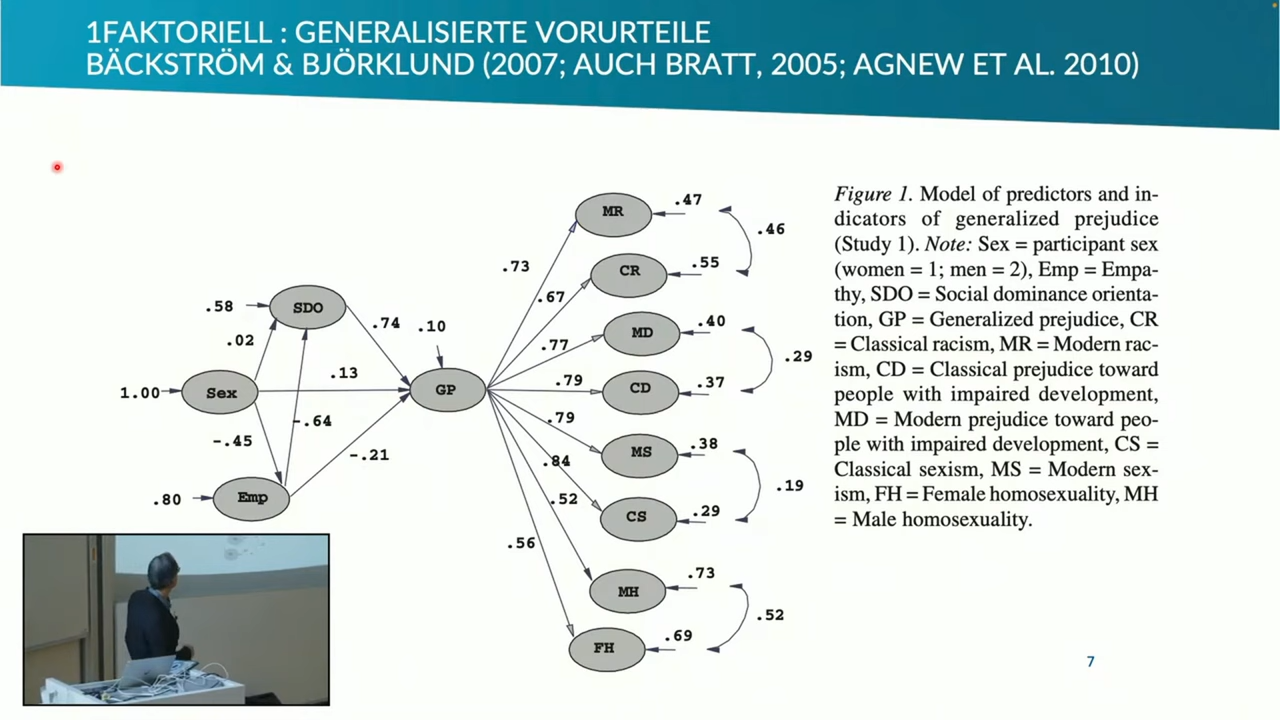 1FAKTORIELL : GENERALISIERTE VORURTEILE
BÄCKSTRÖM & BJÖRKLUND (2007; AUCH BRATT, 2005; AGNEW ET AL. 2010)
MR
.47
.46
CR
.55
.73
.67
.58
SDO
.02
.74
.10
.77
MD
.40
.29
.13
.79
CD
.37
1.00
Sex
GP
-.64
-.45
-.21
.79
MS
.38
.84
.19
.80
Emp
.52
CS
.29
.56
MH
.73
.52
FH
.69
Figure 1. Model of predictors and in-
dicators of generalized prejudice
(Study 1). Note: Sex = participant sex
(women = 1; men = 2), Emp = Empa-
thy, SDO = Social dominance orienta-
tion, GP = Generalized prejudice, CR
= Classical racism, MR = Modern rac-
ism, CD = Classical prejudice toward
people with impaired development,
MD = Modern prejudice toward peo-
ple with impaired development, CS =
Classical sexism, MS = Modern sex-
ism, FH = Female homosexuality, MH
= Male homosexuality.
7